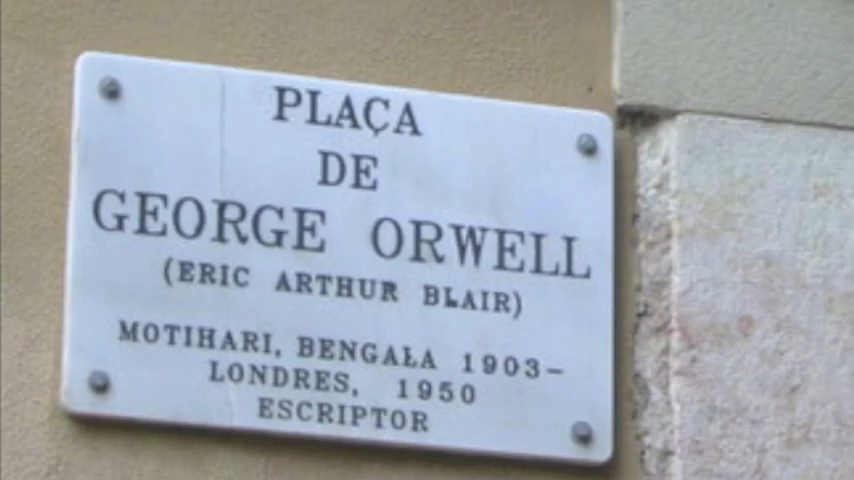 PLAÇA
DE
GEORGE ORWELL
(ERIC ARTHUR BLAIR)
MOTIHARI, BENGALA 1903-
LONDRES, 1950
ESCRIPTOR